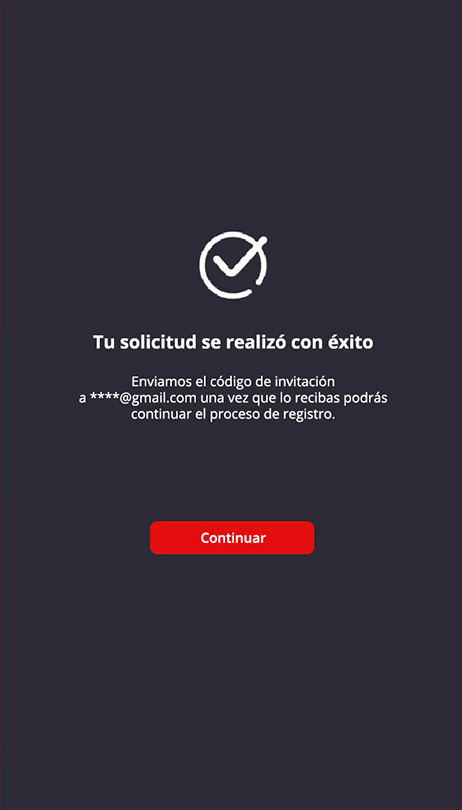 Tu solicitud se realizó con éxito
Enviamos el código de invitación
a ****@gmail.com una vez que lo recibas podrás
continuar el proceso de registro.
Continuar